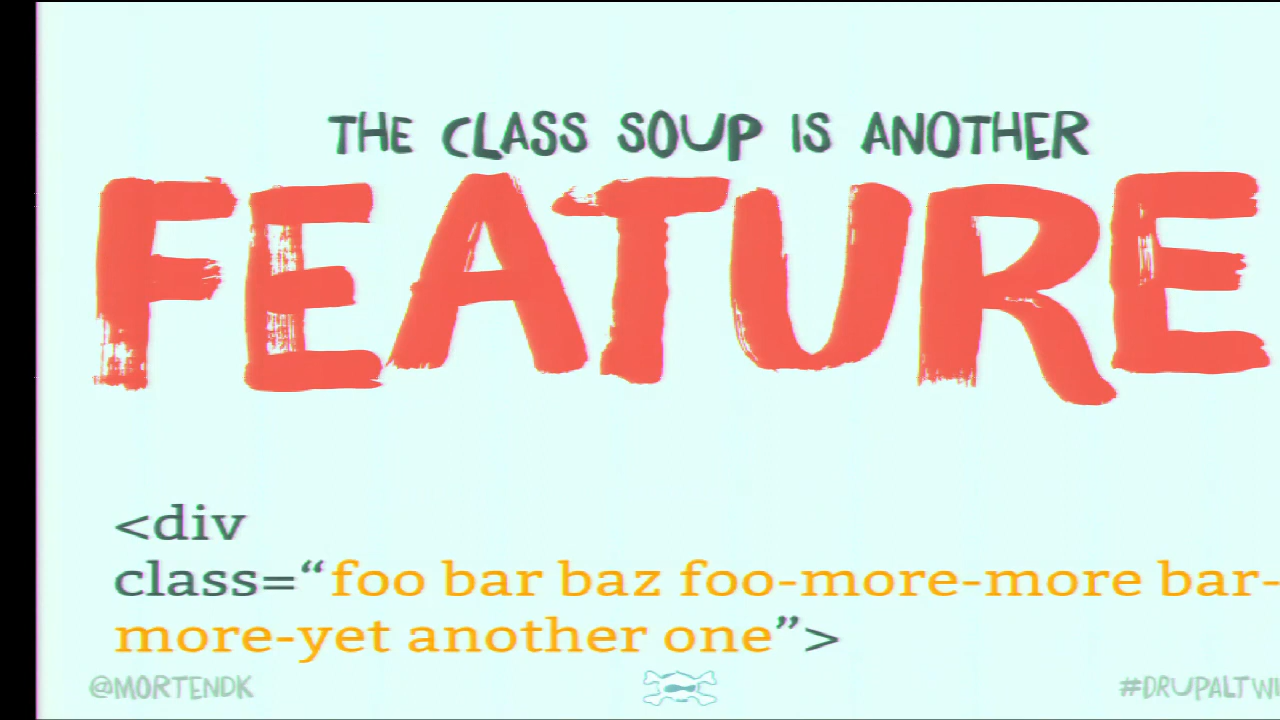 THE CLASS SOUP IS ANOTHER
FEATURE
<div
class=“foo bar baz foo-more-more bar-
more-yet another one”>
@MORTENDK